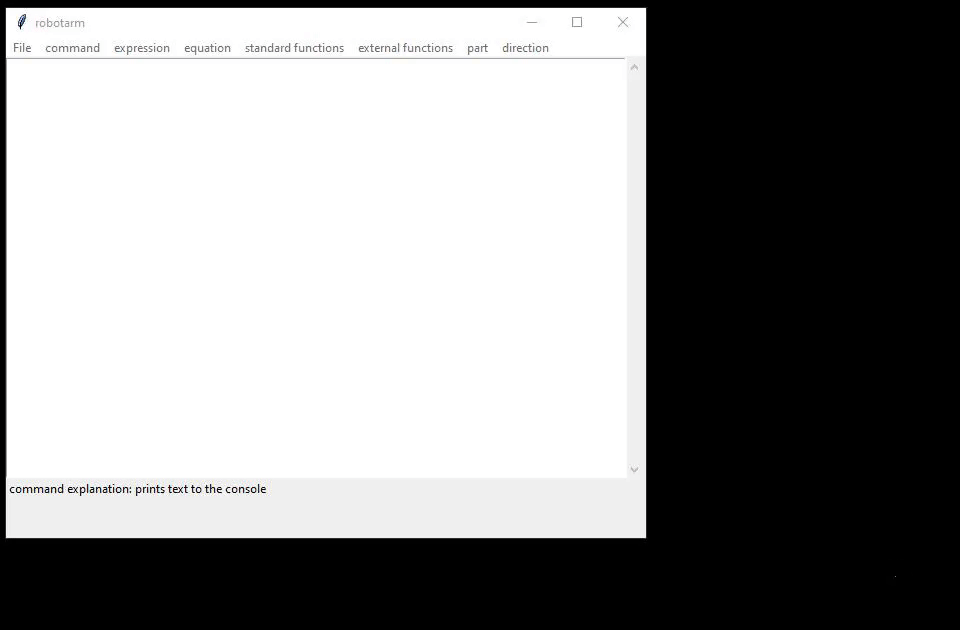 robotarm
File command expression equation standard functions external functions part direction
command explanation: prints text to the console